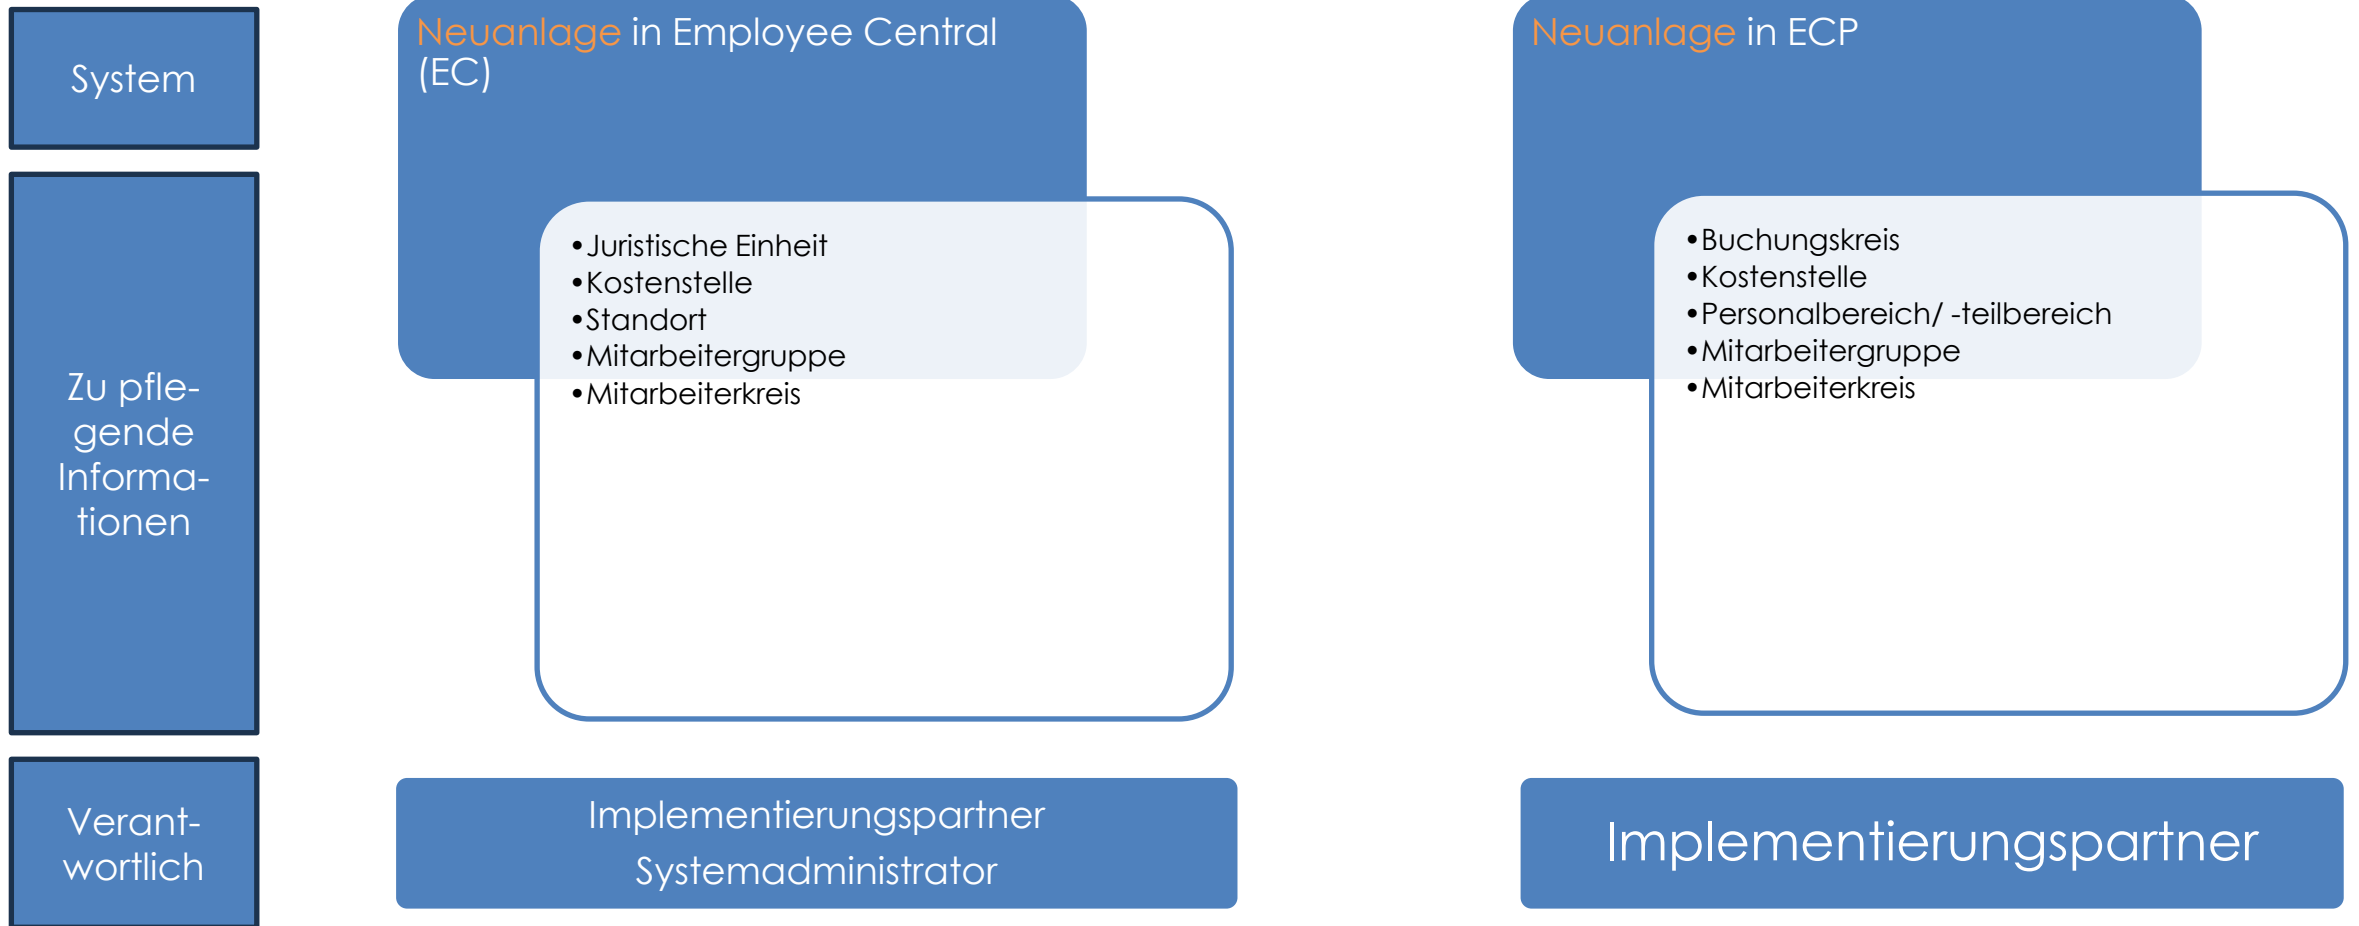 System
Neuanlage in Employee Central
(EC)
Neuanlage in ECP
Zu pfle-
gende
Informa-
tionen
•Juristische Einheit
•Kostenstelle
•Standort
•Mitarbeitergruppe
•Mitarbeiterkreis
•Buchungskreis
•Kostenstelle
•Personalbereich/ -teilbereich
•Mitarbeitergruppe
•Mitarbeiterkreis
Verant-
wortlich
Implementierungspartner
Systemadministrator
Implementierungspartner